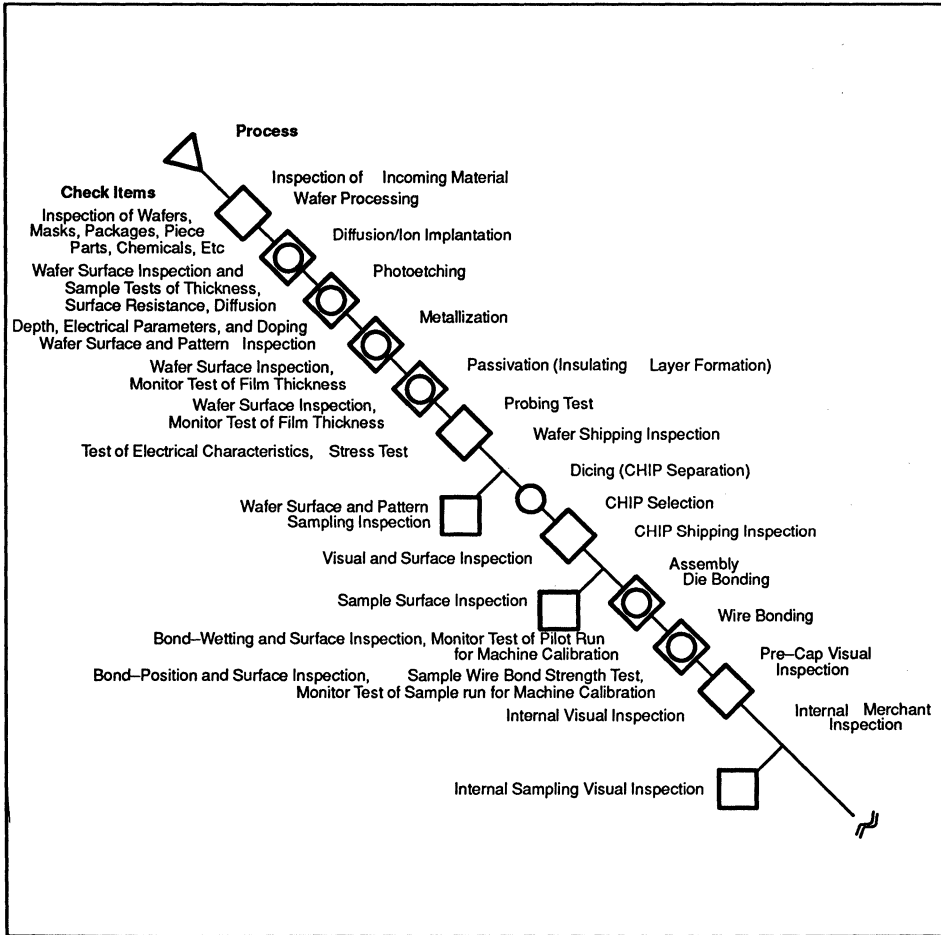 Process
Inspection of Incoming Material
Wafer Processing
Check Items
Inspection of Wafers,
Masks, Packages, Piece
Parts, Chemicals, Etc
Diffusion/Ion Implantation
Wafer Surface Inspection and
Sample Tests of Thickness,
Surface Resistance, Diffusion
Photoetching
Depth, Electrical Parameters, and Doping
Wafer Surface and Pattern Inspection
Metallization
Wafer Surface Inspection,
Monitor Test of Film Thickness
Passivation (Insulating Layer Formation)
Wafer Surface Inspection,
Monitor Test of Film Thickness
Probing Test
Wafer Shipping Inspection
Test of Electrical Characteristics, Stress Test
Dicing (CHIP Separation)
CHIP Selection
Wafer Surface and Pattern
Sampling Inspection
CHIP Shipping Inspection
Visual and Surface Inspection
Assembly
Die Bonding
Sample Surface Inspection
Wire Bonding
Bond–Wetting and Surface Inspection, Monitor Test of Pilot Run
for Machine Calibration
Pre–Cap Visual
Inspection
Bond–Position and Surface Inspection, Sample Wire Bond Strength Test,
Monitor Test of Sample run for Machine Calibration
Internal Visual Inspection
Internal Merchant
Inspection
Internal Sampling Visual Inspection